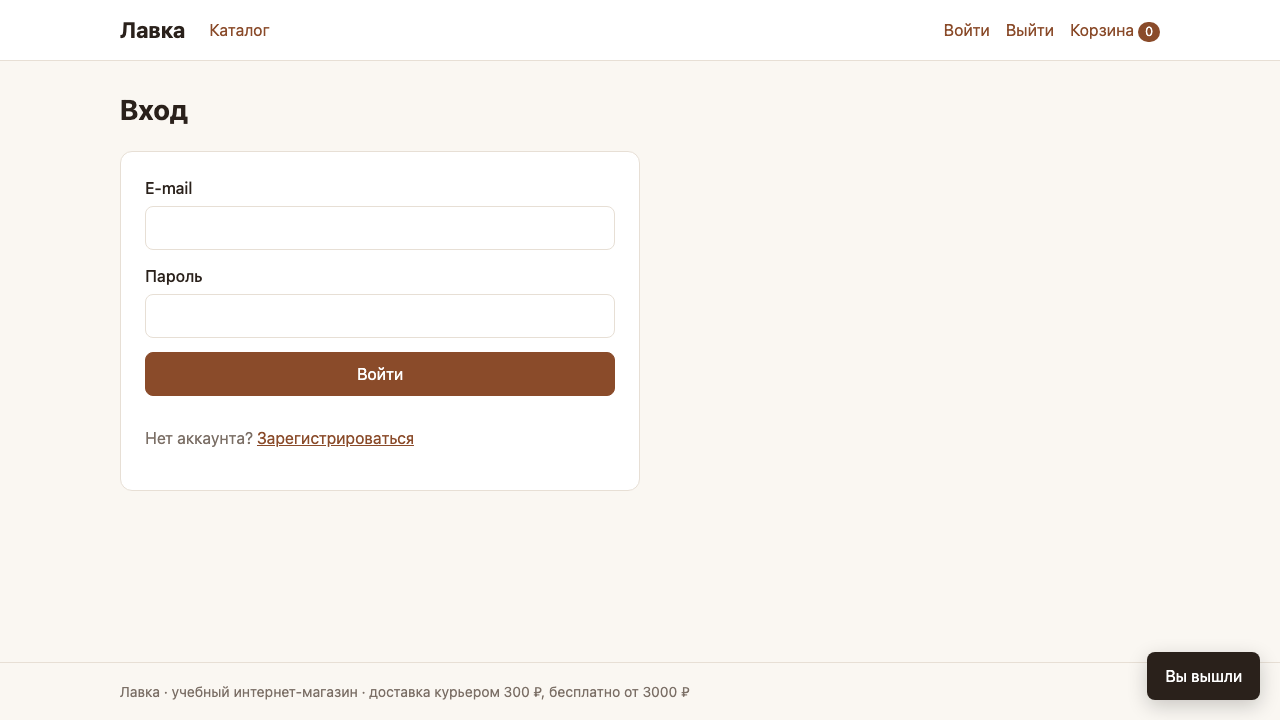 Лавка Каталог Войти Выйти Корзина 0
Вход
E-mail
Пароль
Войти
Нет аккаунта? Зарегистрироваться
Вы вышли
Лавка · учебный интернет-магазин · доставка курьером 300 ₽, бесплатно от 3000 ₽